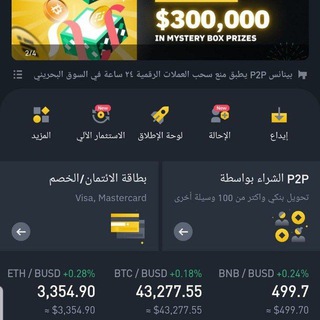 $300,000
IN MYSTERY BOX PRIZES
2/4
بينانس P2P يطبق منع سحب العملات الرقمية ٢٤ ساعة في السوق البحريني
إيداع
New
الإحالة
لوحة الإطلاق
New
الاستثمار الآلي
المزيد
P2P الشراء بواسطة
تحويل بنكي واكثر من 100 وسيلة أخرى
بطاقة الائتمان/الخصم
Visa, Mastercard
ETH / BUSD +0.28%
BTC / BUSD +0.18%
BNB / BUSD +0.24%
3,354.90
43,277.55
499.7
≈ $3,354.90
≈ $43,277.55
≈ $499.70